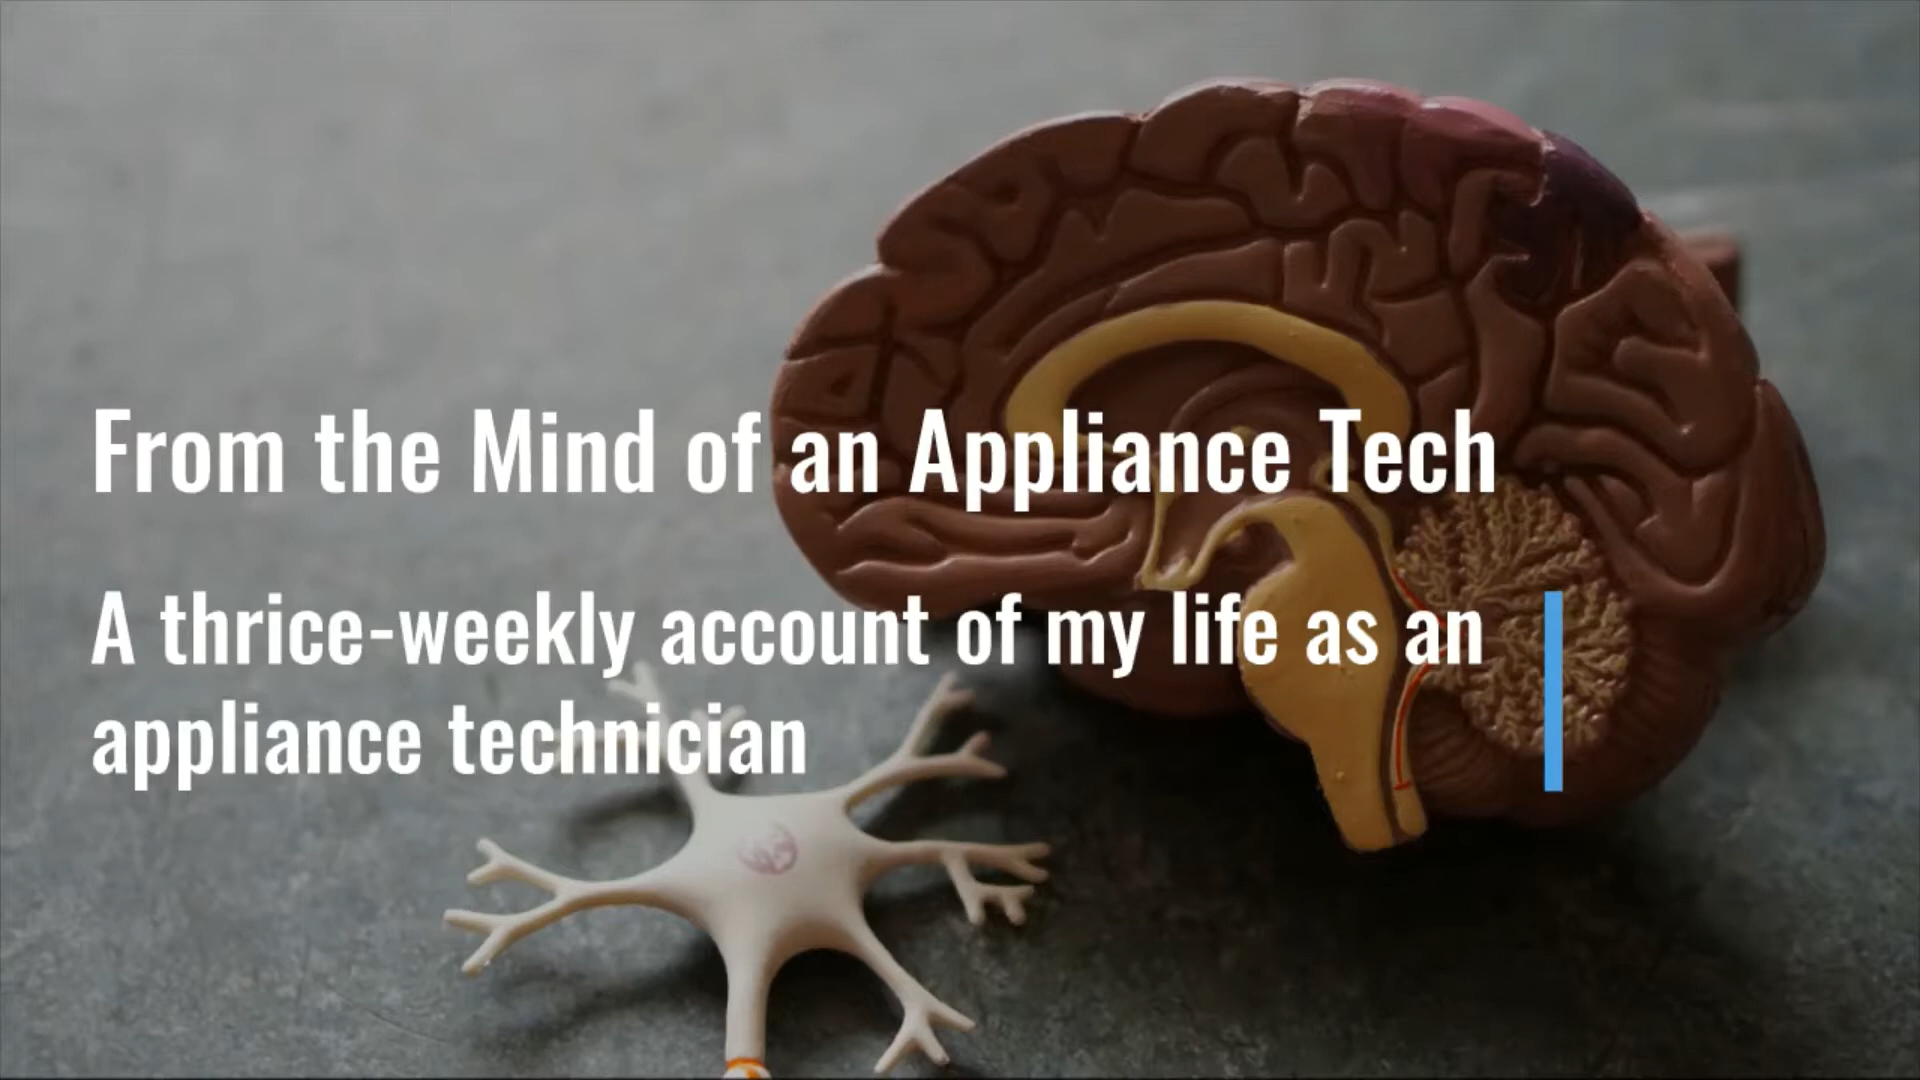 From the Mind of an Appliance Tech
A thrice-weekly account of my life as an
appliance technician